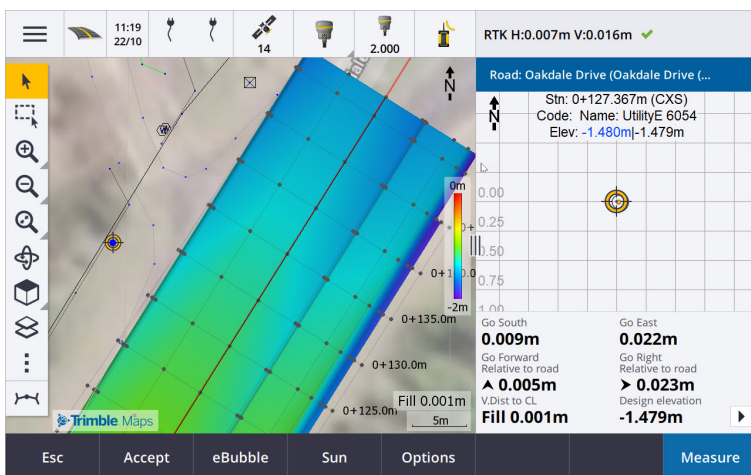 11:19
22/10
14
2.000
RTK H:0.007m V:0.016m
Road: Oakdale Drive (Oakdale Drive (...
N
N
Stn: 0+127.367m (CXS)
Code: Name: UtilityE 6054
Elev: -1.480m|-1.479m
0m
-2m
0.00
0.25
0.50
0.75
1.00
0+135.0m
0+130.0m
0+125.0m
Fill 0.001m
5m
Trimble Maps
Go South
0.009m
Go East
0.022m
Go Forward
Relative to road
0.005m
Go Right
Relative to road
0.023m
V.Dist to CL
Fill 0.001m
Design elevation
-1.479m
Esc
Accept
eBubble
Sun
Options
Measure